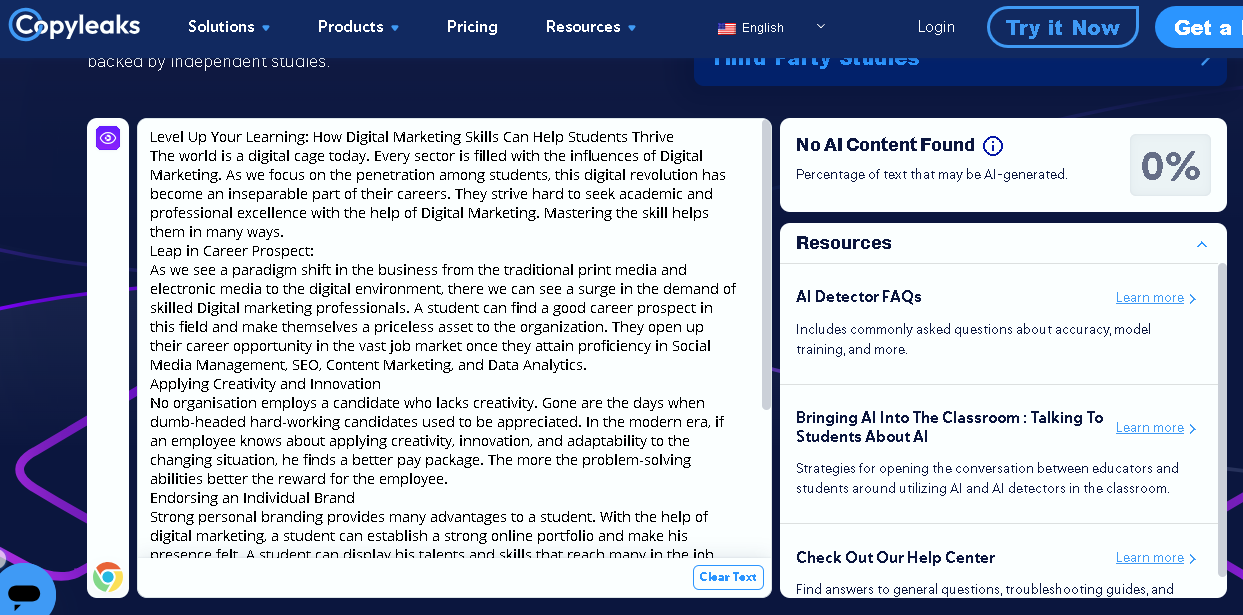 Copyleaks
Solutions
Products
Pricing
Resources
English
Login
Try it Now
Get a
backed by independent studies.
Third Party Studies
Level Up Your Learning: How Digital Marketing Skills Can Help Students Thrive
The world is a digital cage today. Every sector is filled with the influences of Digital
Marketing. As we focus on the penetration among students, this digital revolution has
become an inseparable part of their careers. They strive hard to seek academic and
professional excellence with the help of Digital Marketing. Mastering the skill helps
them in many ways.
Leap in Career Prospect:
As we see a paradigm shift in the business from the traditional print media and
electronic media to the digital environment, there we can see a surge in the demand of
skilled Digital marketing professionals. A student can find a good career prospect in
this field and make themselves a priceless asset to the organization. They open up
their career opportunity in the vast job market once they attain proficiency in Social
Media Management, SEO, Content Marketing, and Data Analytics.
Applying Creativity and Innovation
No organisation employs a candidate who lacks creativity. Gone are the days when
dumb-headed hard-working candidates used to be appreciated. In the modern era, if
an employee knows about applying creativity, innovation, and adaptability to the
changing situation, he finds a better pay package. The more the problem-solving
abilities better the reward for the employee.
Endorsing an Individual Brand
Strong personal branding provides many advantages to a student. With the help of
digital marketing, a student can establish a strong online portfolio and make his
presence felt. A student can display his talents and skills that reach many in the job
Clear Text
No AI Content Found
Percentage of text that may be AI-generated.
0%
Resources
AI Detector FAQs
Learn more
Includes commonly asked questions about accuracy, model
training, and more.
Bringing AI Into The Classroom : Talking To
Students About AI
Learn more
Strategies for opening the conversation between educators and
students around utilizing AI and AI detectors in the classroom.
Check Out Our Help Center
Learn more
Find answers to general questions, troubleshooting guides, and